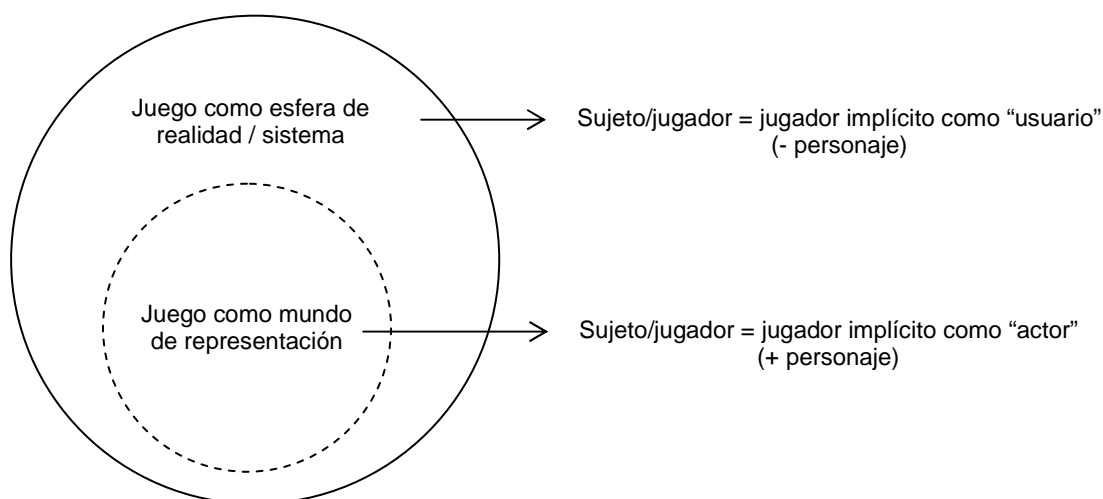 Juego como esfera de
realidad / sistema
Sujeto/jugador = jugador implícito como “usuario”
(- personaje)
Juego como mundo
de representación
Sujeto/jugador = jugador implícito como “actor”
(+ personaje)